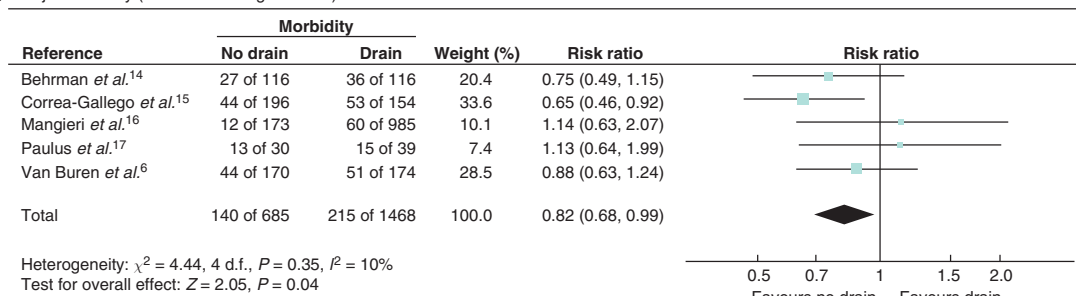 Morbidity
Reference No drain Drain Weight (%) Risk ratio Risk ratio
Behrman et al.14 27 of 116 36 of 116 20.4 0.75 (0.49, 1.15)
Correa-Gallego et al.15 44 of 196 53 of 154 33.6 0.65 (0.46, 0.92)
Mangieri et al.16 12 of 173 60 of 985 10.1 1.14 (0.63, 2.07)
Paulus et al.17 13 of 30 15 of 39 7.4 1.13 (0.64, 1.99)
Van Buren et al.6 44 of 170 51 of 174 28.5 0.88 (0.63, 1.24)
Total 140 of 685 215 of 1468 100.0 0.82 (0.68, 0.99)
Heterogeneity: χ2 = 4.44, 4 d.f., P = 0.35, I2 = 10%
Test for overall effect: Z = 2.05, P = 0.04
0.5 0.7 1 1.5 2.0
Favours no drain Favours drain